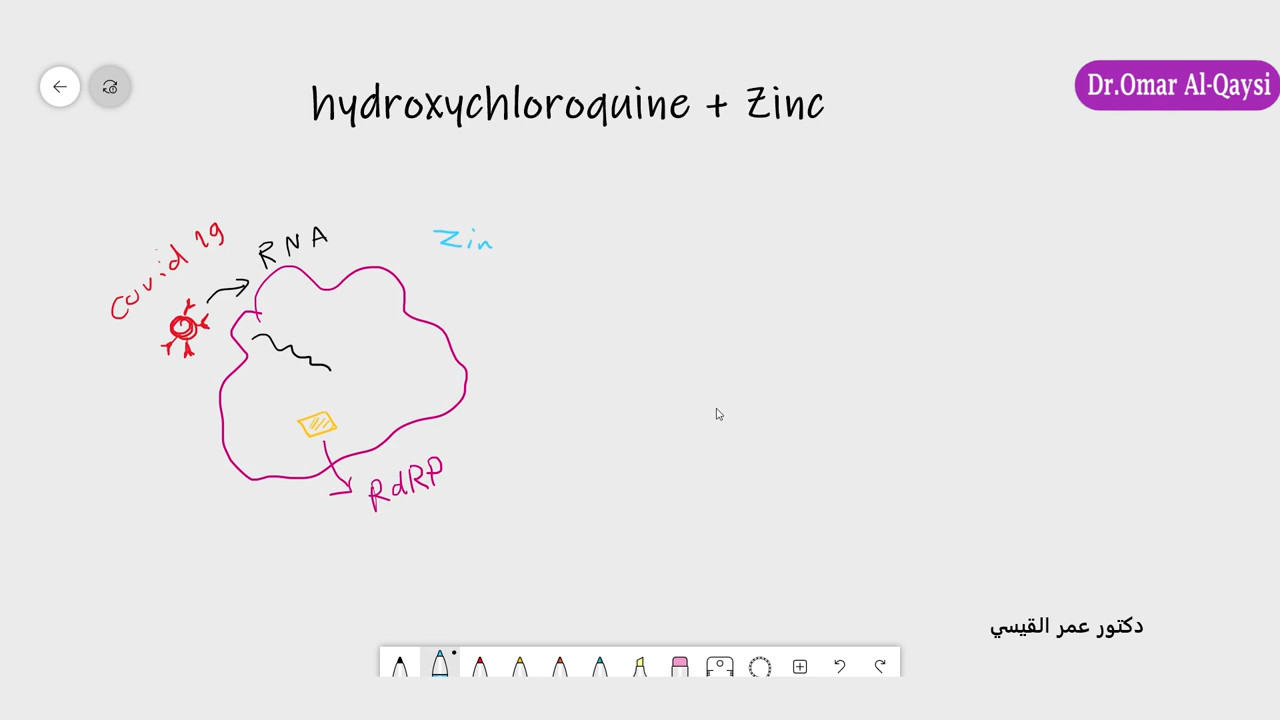 Dr.Omar Al-Qaysi
hydroxychloroquine + Zinc
Covid 19
RNA
Zin
RdRP
دكتور عمر القيسي